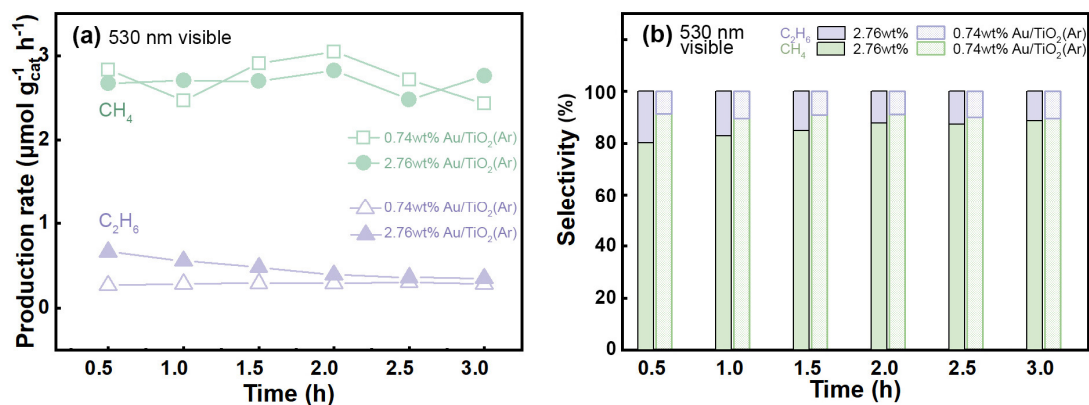 (a) 530 nm visible
Production rate (μmol g⁻¹cat h⁻¹)
3
2
1
0
CH₄
0.74wt% Au/TiO₂(Ar)
2.76wt% Au/TiO₂(Ar)
C₂H₆
0.74wt% Au/TiO₂(Ar)
2.76wt% Au/TiO₂(Ar)
0.5 1.0 1.5 2.0 2.5 3.0
Time (h)
(b) 530 nm
visible
C₂H₆ 2.76wt% 0.74wt% Au/TiO₂(Ar)
CH₄ 2.76wt% 0.74wt% Au/TiO₂(Ar)
Selectivity (%)
100
80
60
40
20
0
0.5 1.0 1.5 2.0 2.5 3.0
Time (h)